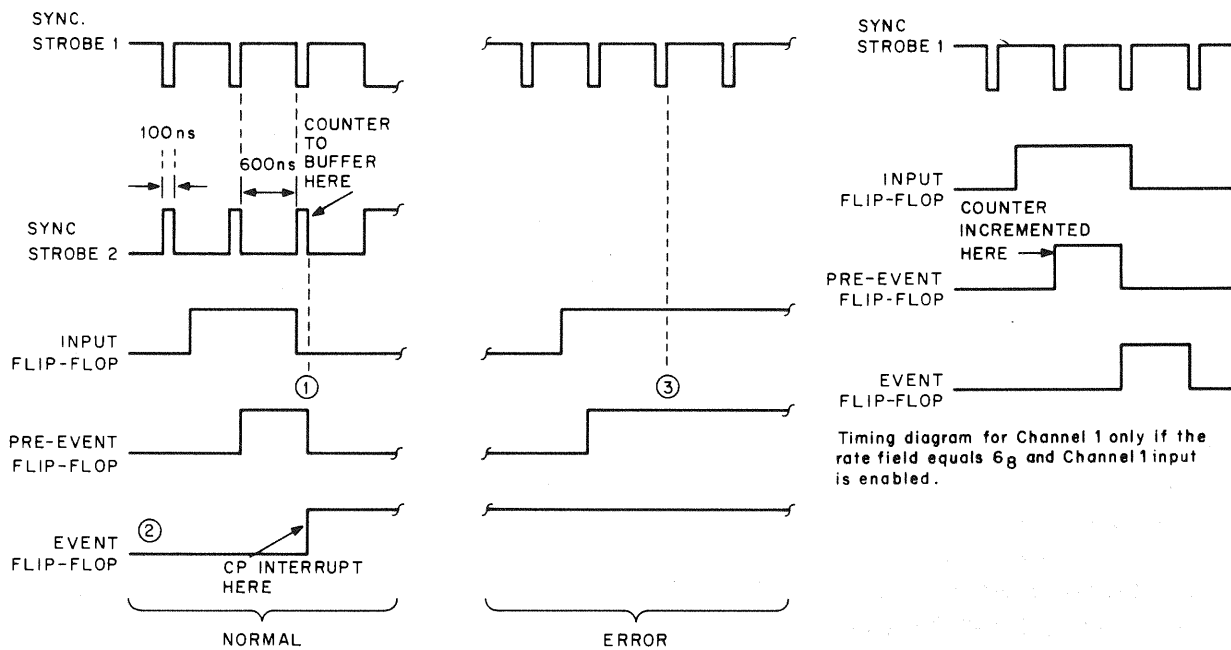 SYNC.
STROBE 1
100ns
600ns
COUNTER
TO
BUFFER
HERE
SYNC
STROBE 2
INPUT
FLIP-FLOP
①
PRE-EVENT
FLIP-FLOP
②
EVENT
FLIP-FLOP
CP INTERRUPT
HERE
NORMAL
③
ERROR
SYNC
STROBE 1
INPUT
FLIP-FLOP
COUNTER
INCREMENTED
HERE
PRE-EVENT
FLIP-FLOP
EVENT
FLIP-FLOP
Timing diagram for Channel 1 only if the
rate field equals 6₈ and Channel 1 input
is enabled.